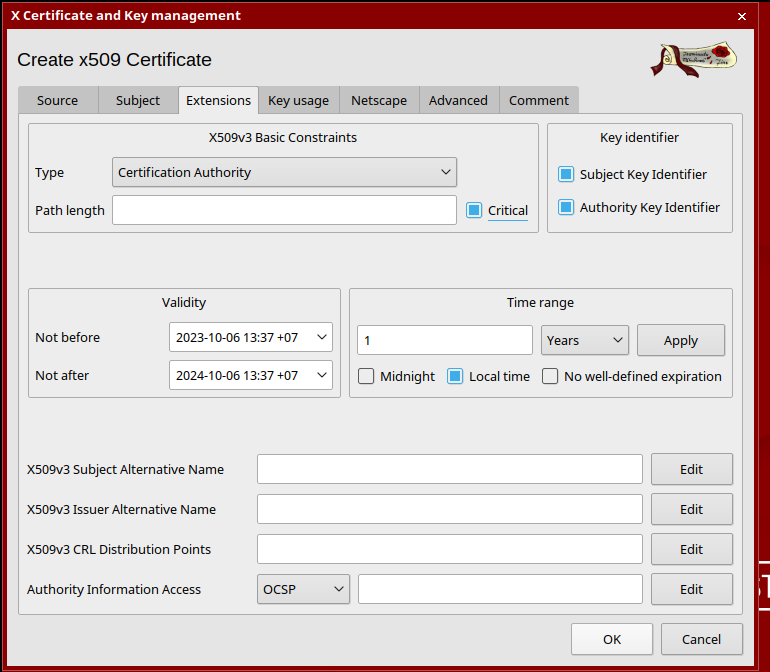 X Certificate and Key management
Create x509 Certificate
Source Subject Extensions Key usage Netscape Advanced Comment
X509v3 Basic Constraints
Type Certification Authority
Path length Critical
Key identifier
Subject Key Identifier
Authority Key Identifier
Validity
Not before 2023-10-06 13:37 +07
Not after 2024-10-06 13:37 +07
Time range
1 Years Apply
Midnight Local time No well-defined expiration
X509v3 Subject Alternative Name Edit
X509v3 Issuer Alternative Name Edit
X509v3 CRL Distribution Points Edit
Authority Information Access OCSP Edit
OK Cancel